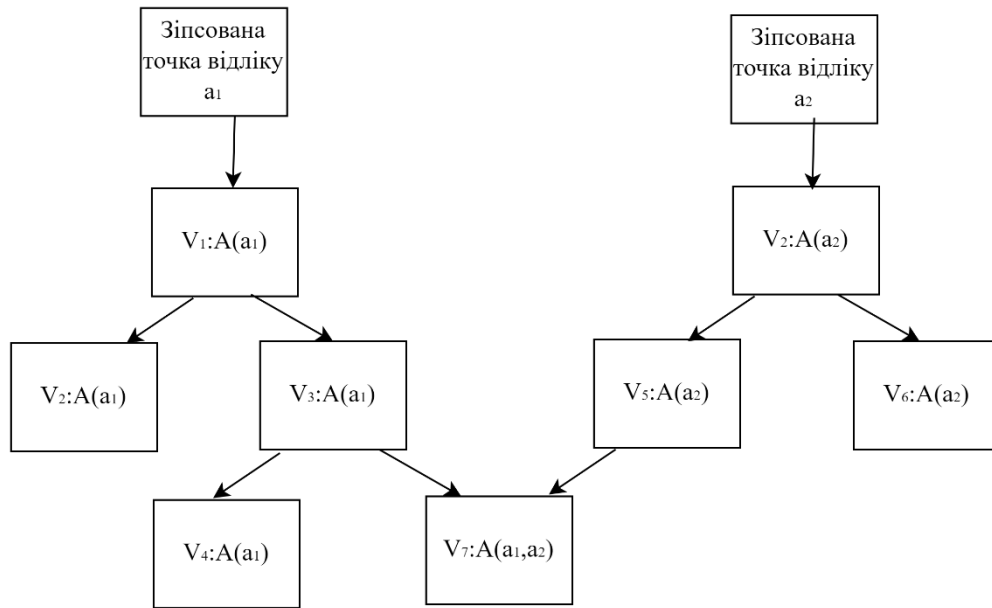 Зіпсована
точка відліку
a₁
Зіпсована
точка відліку
a₂
V₁:A(a₁)
V₂:A(a₂)
V₂:A(a₁)
V₃:A(a₁)
V₅:A(a₂)
V₆:A(a₂)
V₄:A(a₁)
V₇:A(a₁,a₂)